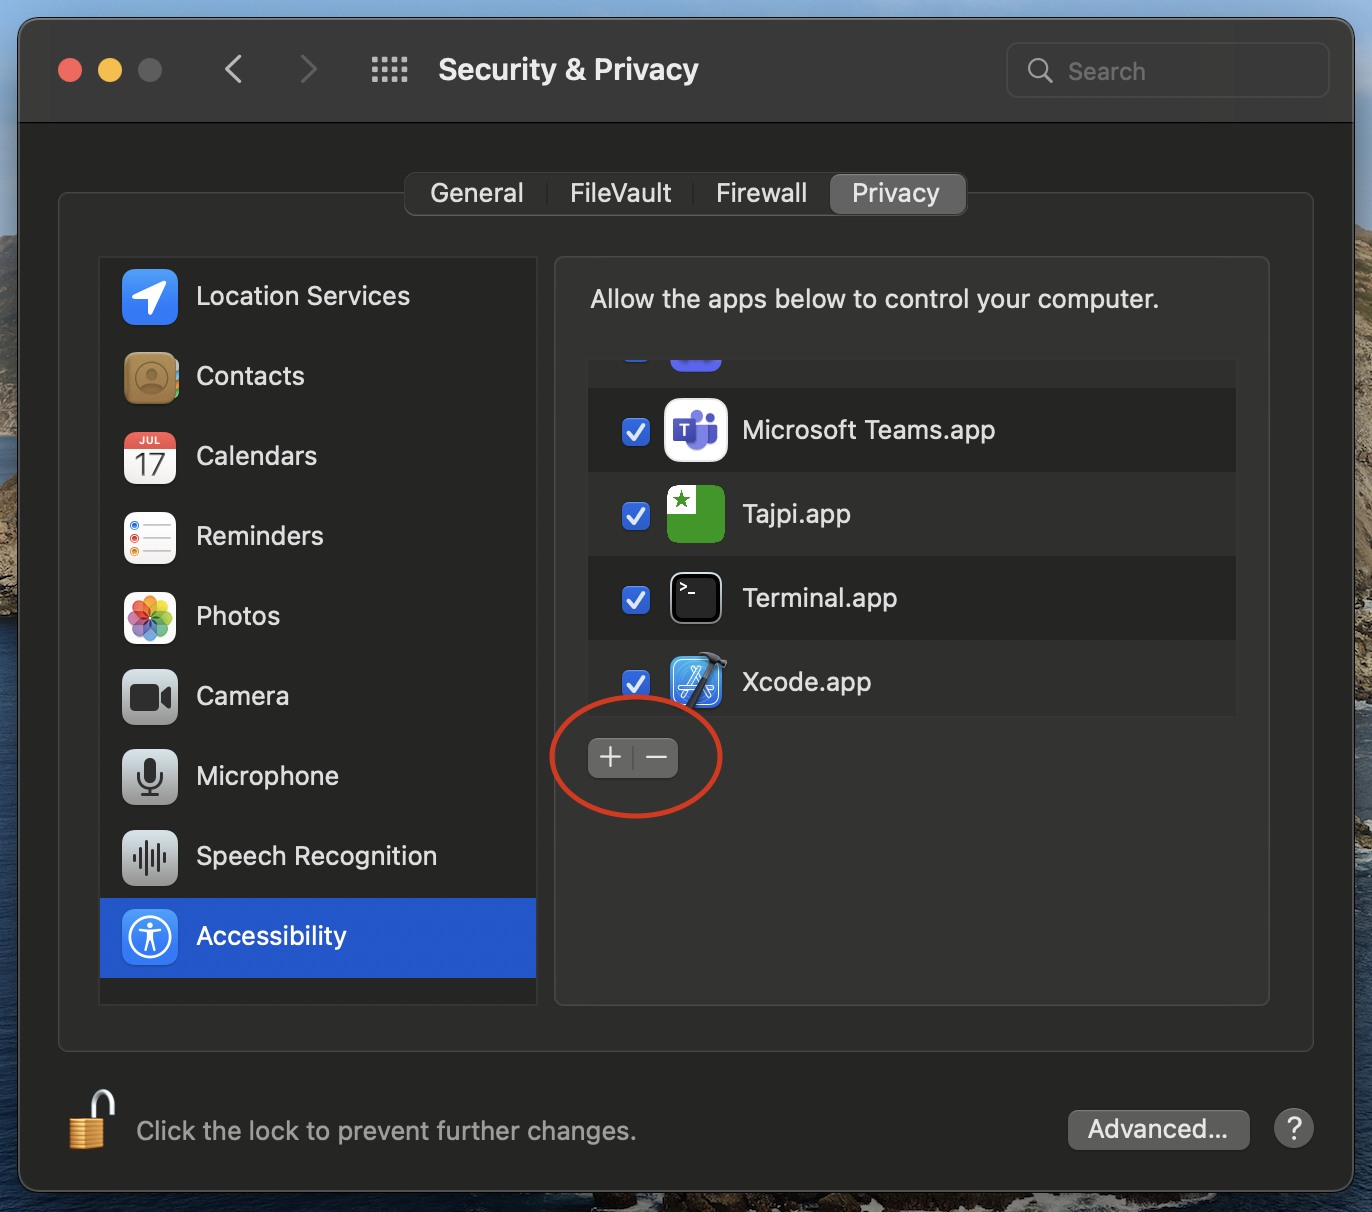 Security & Privacy
Search
General
FileVault
Firewall
Privacy
Location Services
Contacts
JUL
17
Calendars
Reminders
Photos
Camera
Microphone
Speech Recognition
Accessibility
Allow the apps below to control your computer.
T
Microsoft Teams.app
Tajpi.app
>_
Terminal.app
Xcode.app
+ −
Click the lock to prevent further changes.
Advanced...
?